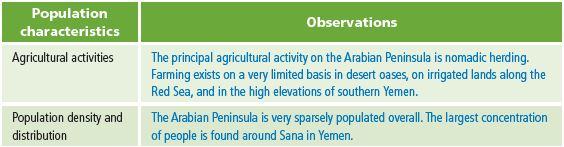 Population
characteristics
Observations
Agricultural activities
The principal agricultural activity on the Arabian Peninsula is nomadic herding.
Farming exists on a very limited basis in desert oases, on irrigated lands along the
Red Sea, and in the high elevations of southern Yemen.
Population density and
distribution
The Arabian Peninsula is very sparsely populated overall. The largest concentration
of people is found around Sana in Yemen.